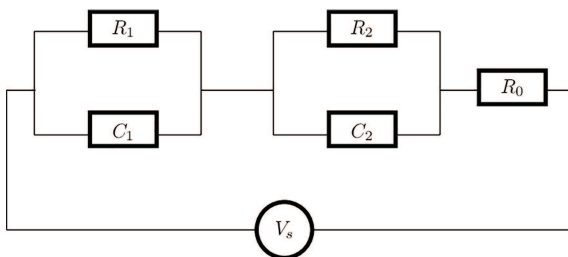 R₁ R₂
R₀
C₁ C₂
Vₛ